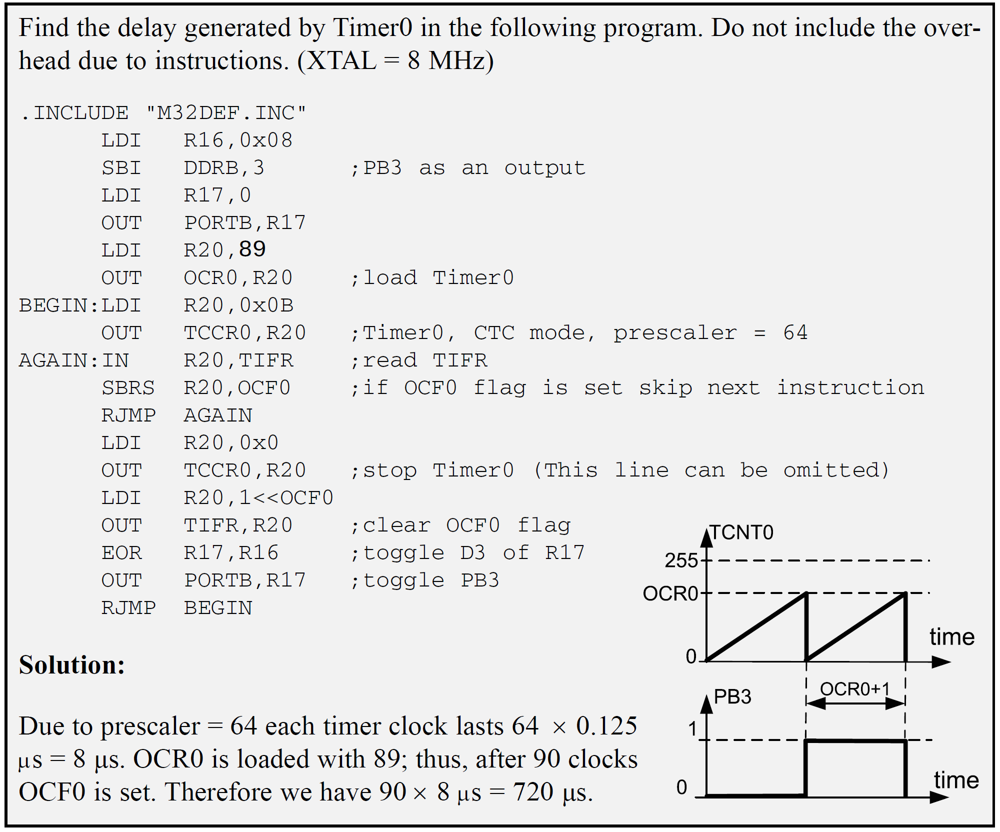 Find the delay generated by Timer0 in the following program. Do not include the over-
head due to instructions. (XTAL = 8 MHz)
.INCLUDE "M32DEF.INC"
LDI R16,0x08
SBI DDRB,3 ;PB3 as an output
LDI R17,0
OUT PORTB,R17
LDI R20,89
OUT OCR0,R20 ;load Timer0
BEGIN:LDI R20,0x0B
OUT TCCR0,R20 ;Timer0, CTC mode, prescaler = 64
AGAIN:IN R20,TIFR ;read TIFR
SBRS R20,OCF0 ;if OCF0 flag is set skip next instruction
RJMP AGAIN
LDI R20,0x0
OUT TCCR0,R20 ;stop Timer0 (This line can be omitted)
LDI R20,1<<OCF0
OUT TIFR,R20 ;clear OCF0 flag
EOR R17,R16 ;toggle D3 of R17
OUT PORTB,R17 ;toggle PB3
RJMP BEGIN
Solution:
Due to prescaler = 64 each timer clock lasts 64 × 0.125
μs = 8 μs. OCR0 is loaded with 89; thus, after 90 clocks
OCF0 is set. Therefore we have 90 × 8 μs = 720 μs.
TCNT0
255
OCR0
0
time
OCR0+1
PB3
1
0
time